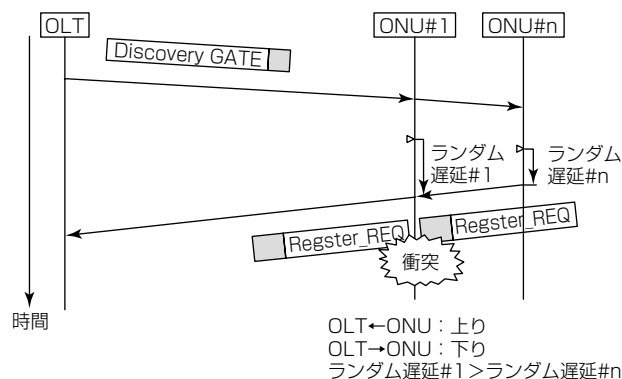 OLT
ONU#1
ONU#n
Discovery GATE
ランダム
遅延#1
ランダム
遅延#n
Regster_REQ
Regster_REQ
衝突
時間
OLT←ONU：上り
OLT→ONU：下り
ランダム遅延#1＞ランダム遅延#n